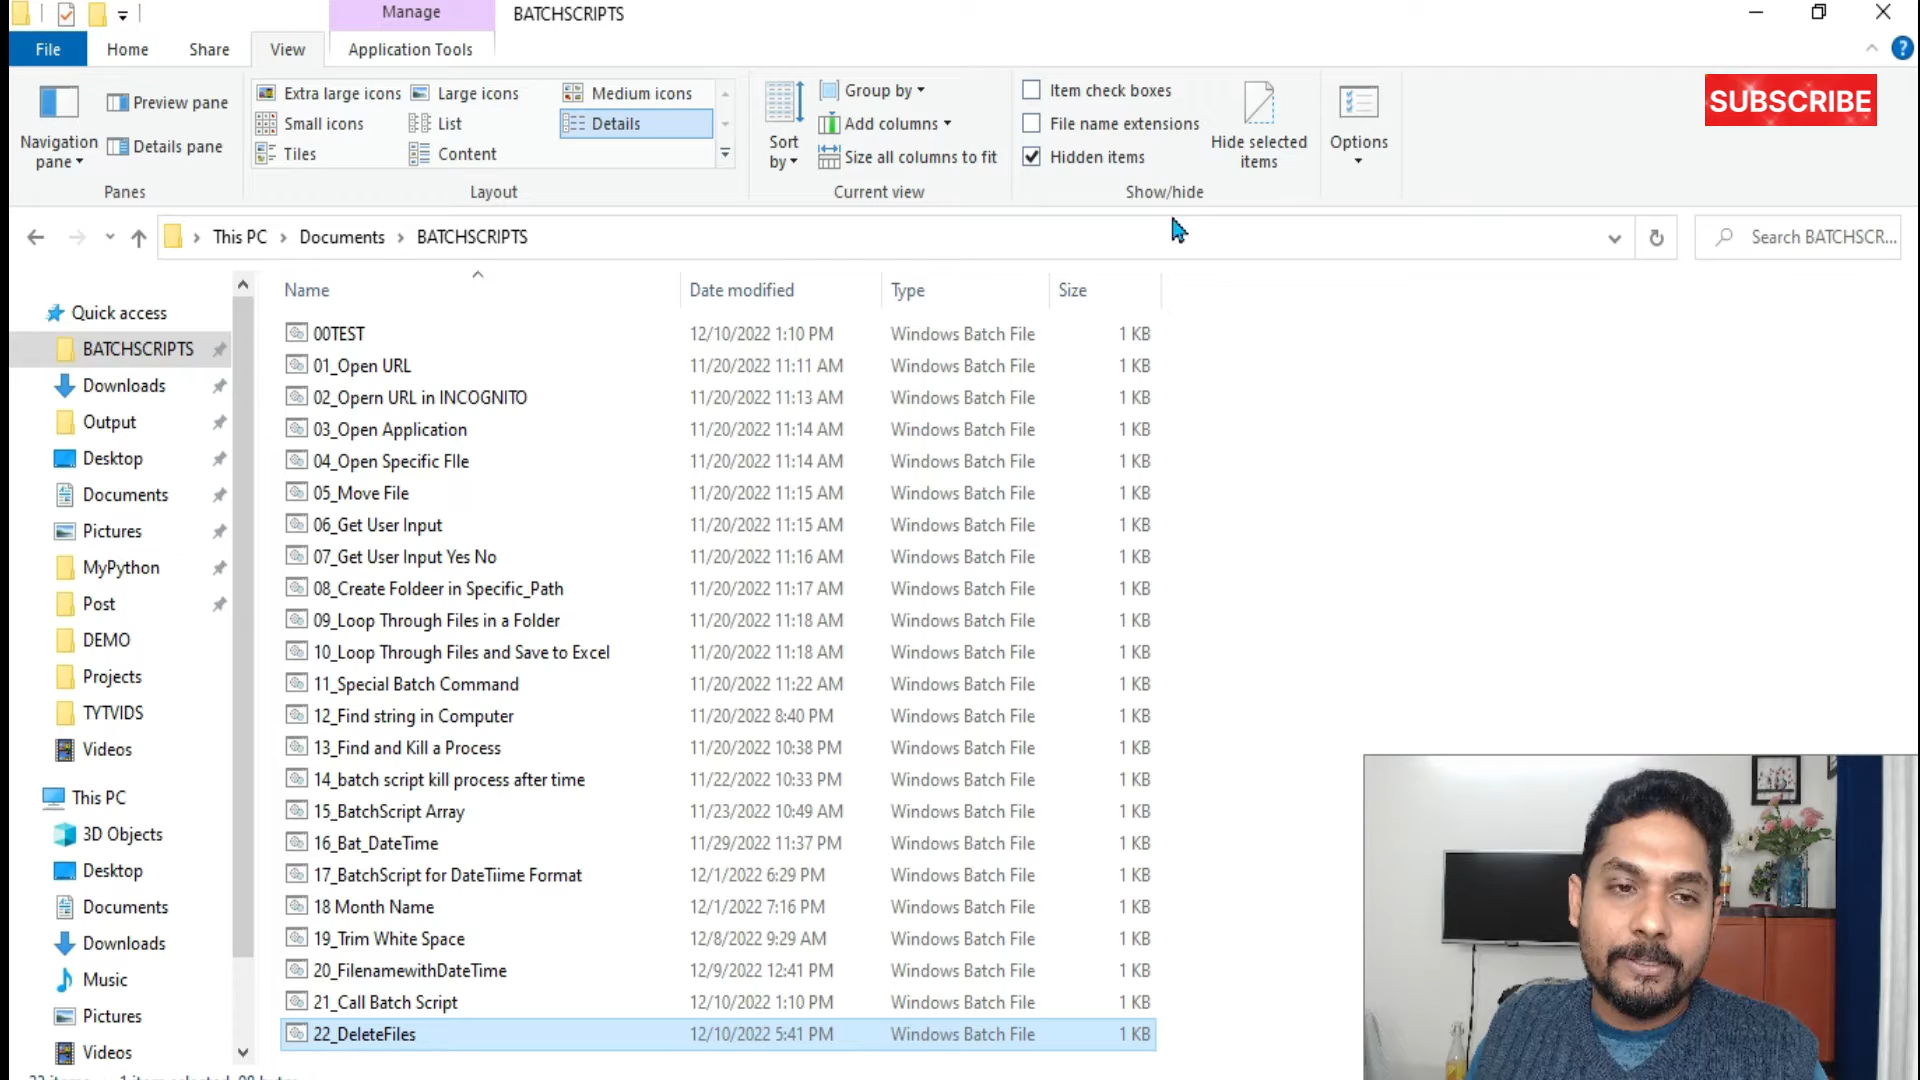 Manage
BATCHSCRIPTS
File
Home
Share
View
Application Tools
Navigation pane
Preview pane
Details pane
Panes
Extra large icons
Large icons
Medium icons
Small icons
List
Details
Tiles
Content
Layout
Sort by
Group by
Add columns
Size all columns to fit
Current view
Item check boxes
File name extensions
Hidden items
Hide selected items
Show/hide
Options
SUBSCRIBE
This PC > Documents > BATCHSCRIPTS
Search BATCHSCR...
Quick access
BATCHSCRIPTS
Downloads
Output
Desktop
Documents
Pictures
MyPython
Post
DEMO
Projects
TYTVIDS
Videos
This PC
3D Objects
Desktop
Documents
Downloads
Music
Pictures
Videos
Name Date modified Type Size
00TEST 12/10/2022 1:10 PM Windows Batch File 1 KB
01_Open URL 11/20/2022 11:11 AM Windows Batch File 1 KB
02_Opern URL in INCOGNITO 11/20/2022 11:13 AM Windows Batch File 1 KB
03_Open Application 11/20/2022 11:14 AM Windows Batch File 1 KB
04_Open Specific FIle 11/20/2022 11:14 AM Windows Batch File 1 KB
05_Move File 11/20/2022 11:15 AM Windows Batch File 1 KB
06_Get User Input 11/20/2022 11:15 AM Windows Batch File 1 KB
07_Get User Input Yes No 11/20/2022 11:16 AM Windows Batch File 1 KB
08_Create Foldeer in Specific_Path 11/20/2022 11:17 AM Windows Batch File 1 KB
09_Loop Through Files in a Folder 11/20/2022 11:18 AM Windows Batch File 1 KB
10_Loop Through Files and Save to Excel 11/20/2022 11:18 AM Windows Batch File 1 KB
11_Special Batch Command 11/20/2022 11:22 AM Windows Batch File 1 KB
12_Find string in Computer 11/20/2022 8:40 PM Windows Batch File 1 KB
13_Find and Kill a Process 11/20/2022 10:38 PM Windows Batch File 1 KB
14_batch script kill process after time 11/22/2022 10:33 PM Windows Batch File 1 KB
15_BatchScript Array 11/23/2022 10:49 AM Windows Batch File 1 KB
16_Bat_DateTime 11/29/2022 11:37 PM Windows Batch File 1 KB
17_BatchScript for DateTiime Format 12/1/2022 6:29 PM Windows Batch File 1 KB
18 Month Name 12/1/2022 7:16 PM Windows Batch File 1 KB
19_Trim White Space 12/8/2022 9:29 AM Windows Batch File 1 KB
20_FilenamewithDateTime 12/9/2022 12:41 PM Windows Batch File 1 KB
21_Call Batch Script 12/10/2022 1:10 PM Windows Batch File 1 KB
22_DeleteFiles 12/10/2022 5:41 PM Windows Batch File 1 KB